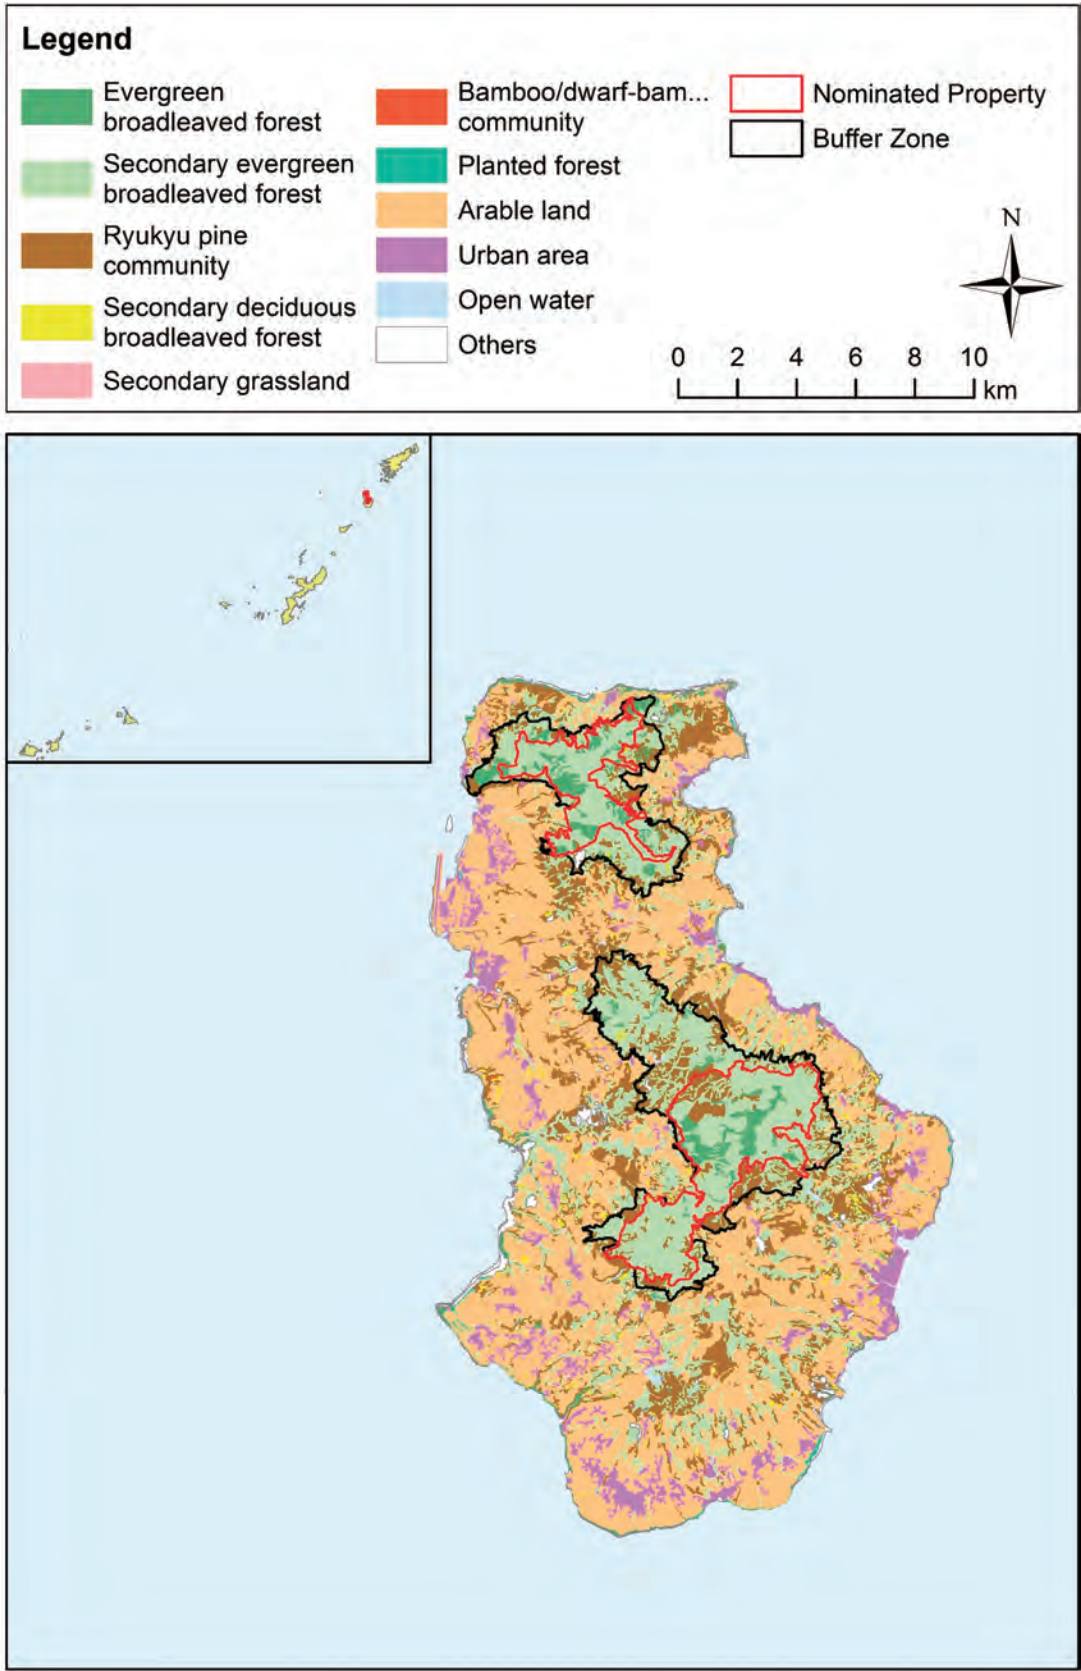 Legend
Evergreen
broadleaved forest
Secondary evergreen
broadleaved forest
Ryukyu pine
community
Secondary deciduous
broadleaved forest
Secondary grassland
Bamboo/dwarf-bam...
community
Planted forest
Arable land
Urban area
Open water
Others
Nominated Property
Buffer Zone
N
0 2 4 6 8 10
km